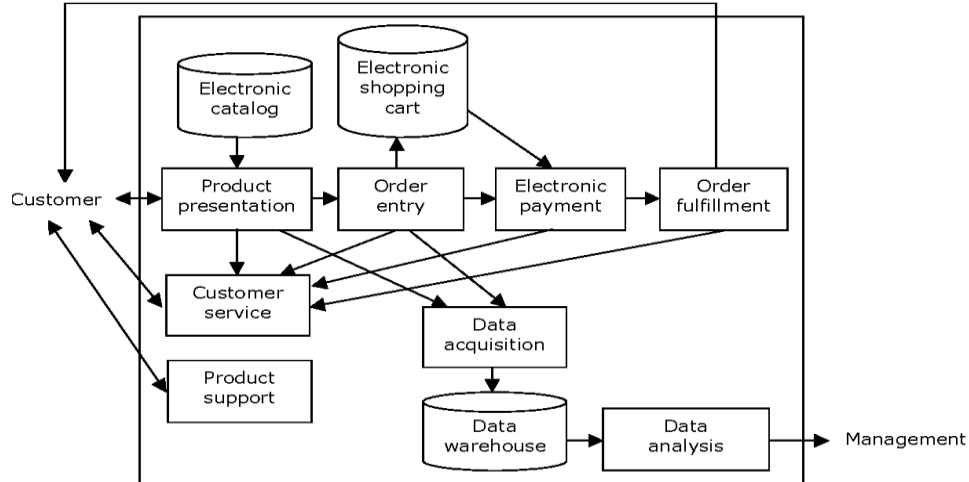 Electronic
catalog
Electronic
shopping
cart
Customer
Product
presentation
Order
entry
Electronic
payment
Order
fulfillment
Customer
service
Data
acquisition
Product
support
Data
warehouse
Data
analysis
Management